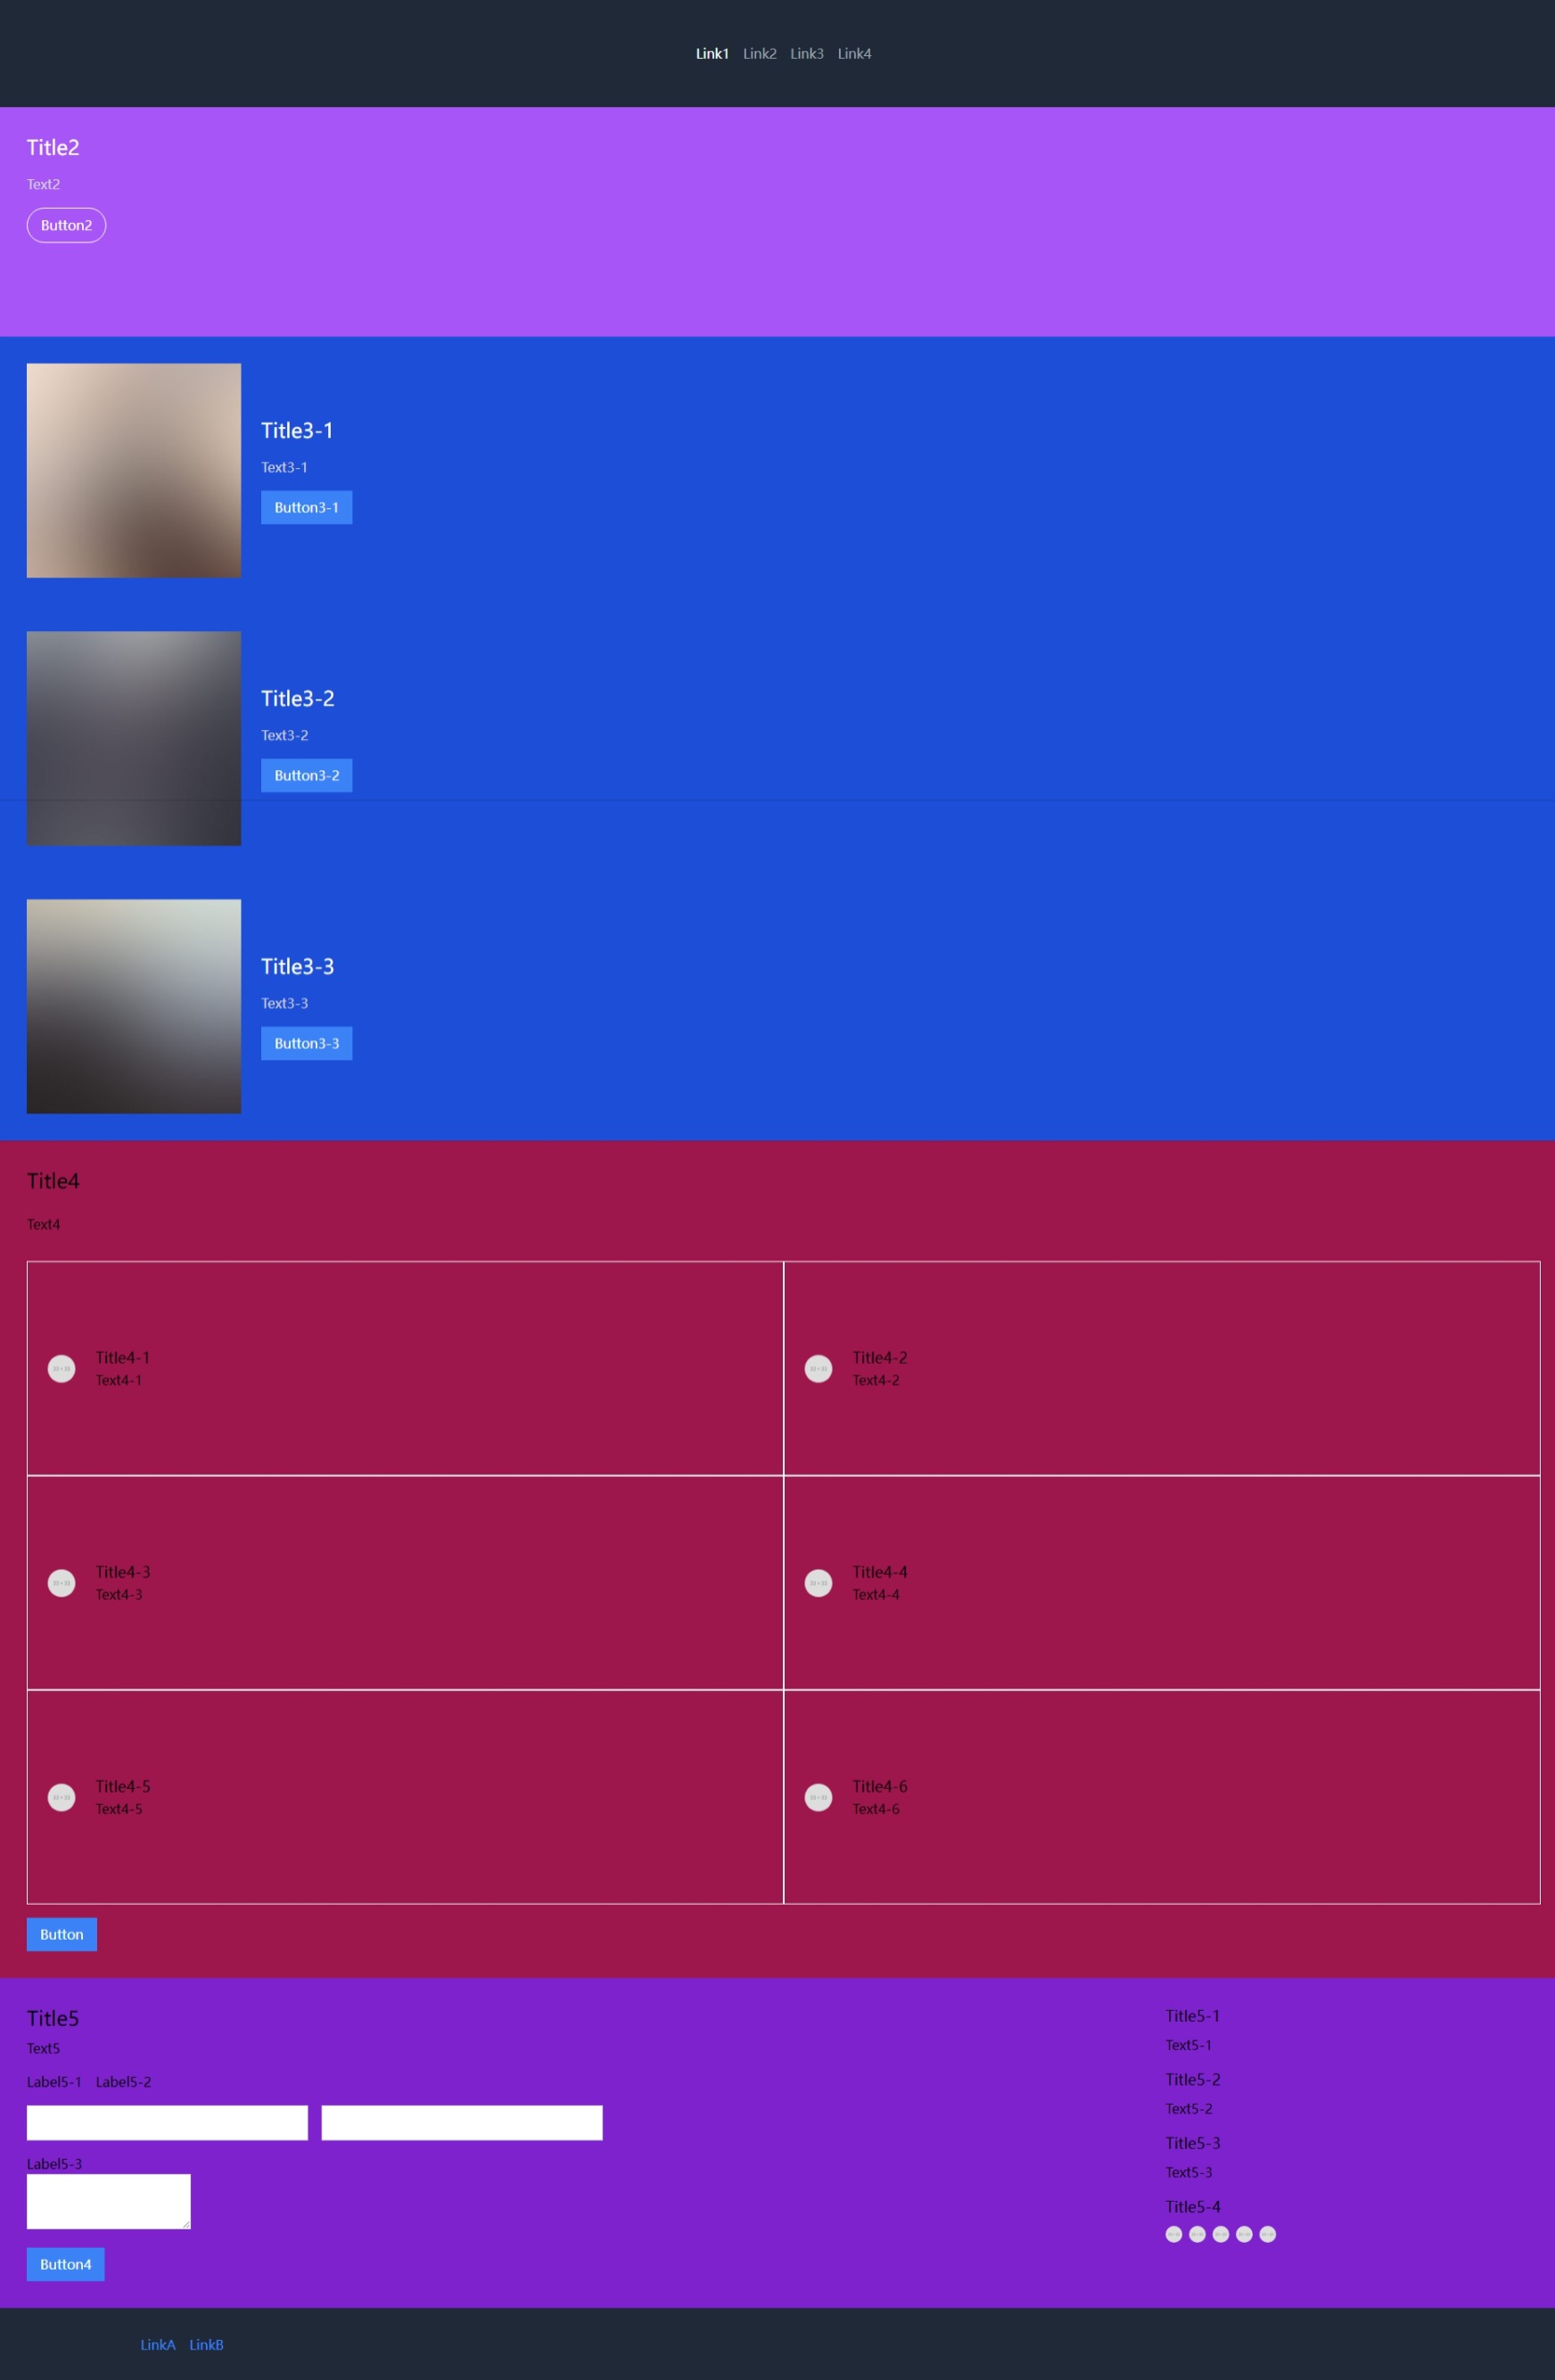 Link1 Link2 Link3 Link4
Title2
Text2
Button2
Title3-1
Text3-1
Button3-1
Title3-2
Text3-2
Button3-2
Title3-3
Text3-3
Button3-3
Title4
Text4
Title4-1
Text4-1
Title4-2
Text4-2
Title4-3
Text4-3
Title4-4
Text4-4
Title4-5
Text4-5
Title4-6
Text4-6
Button
Title5
Text5
Label5-1 Label5-2
Label5-3
Button4
Title5-1
Text5-1
Title5-2
Text5-2
Title5-3
Text5-3
Title5-4
LinkA LinkB